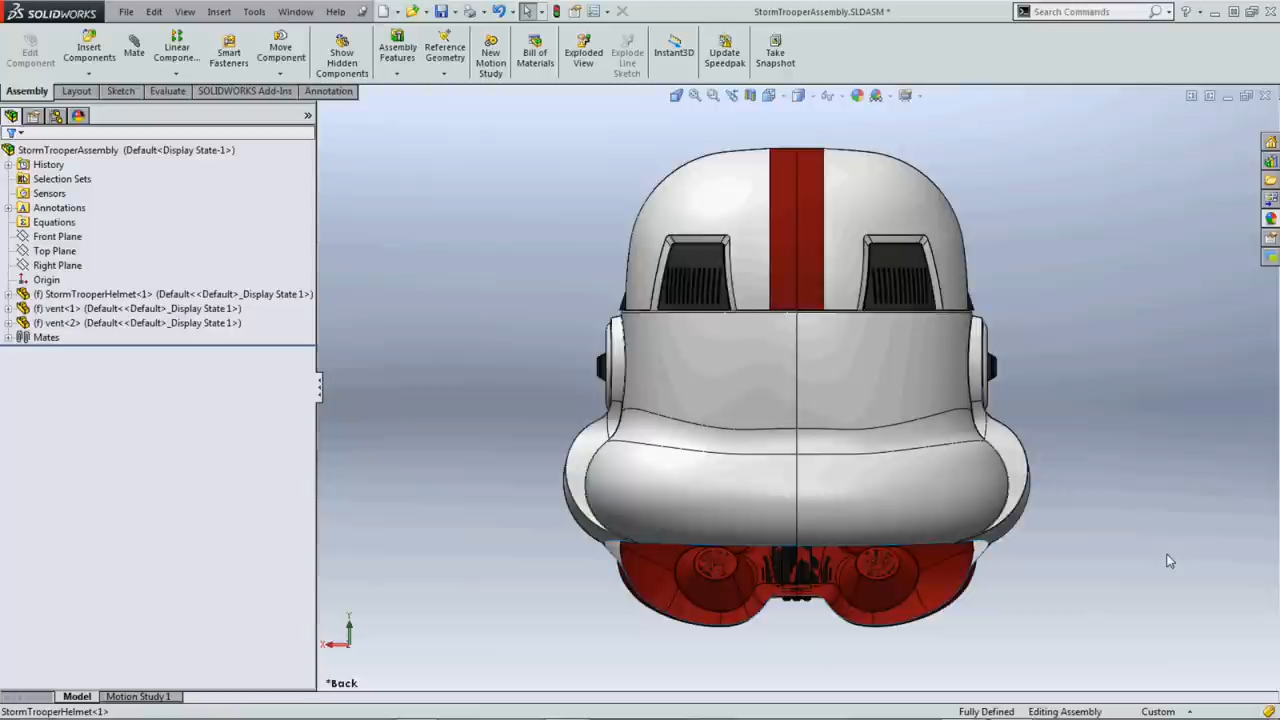 SOLIDWORKS File Edit View Insert Tools Window Help StormTrooperAssembly.SLDASM * Search Commands
Edit Component Insert Components Mate Linear Compone... Smart Fasteners Move Component Show Hidden Components Assembly Features Reference Geometry New Motion Study Bill of Materials Exploded View Explode Line Sketch Instant3D Update Speedpak Take Snapshot
Assembly Layout Sketch Evaluate SOLIDWORKS Add-Ins Annotation
StormTrooperAssembly (Default<Display State-1>)
History
Selection Sets
Sensors
Annotations
Equations
Front Plane
Top Plane
Right Plane
Origin
(f) StormTrooperHelmet<1> (Default<<Default>_Display State 1>)
(f) vent<1> (Default<<Default>_Display State 1>)
(f) vent<2> (Default<<Default>_Display State 1>)
Mates
Y
X
*Back
Model Motion Study 1
StormTrooperHelmet<1> Fully Defined Editing Assembly Custom